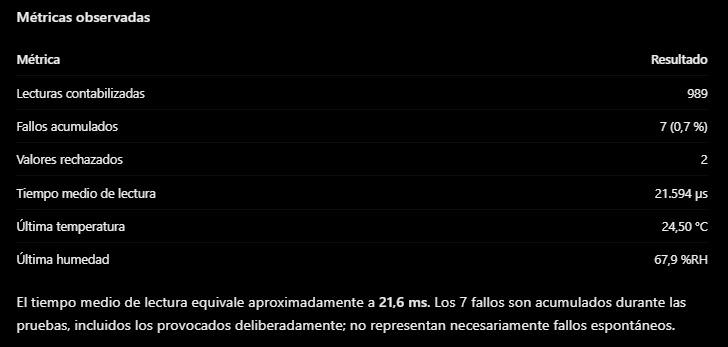 Métricas observadas
Métrica Resultado
Lecturas contabilizadas 989
Fallos acumulados 7 (0,7 %)
Valores rechazados 2
Tiempo medio de lectura 21.594 µs
Última temperatura 24,50 °C
Última humedad 67,9 %RH
El tiempo medio de lectura equivale aproximadamente a 21,6 ms. Los 7 fallos son acumulados durante las
pruebas, incluidos los provocados deliberadamente; no representan necesariamente fallos espontáneos.